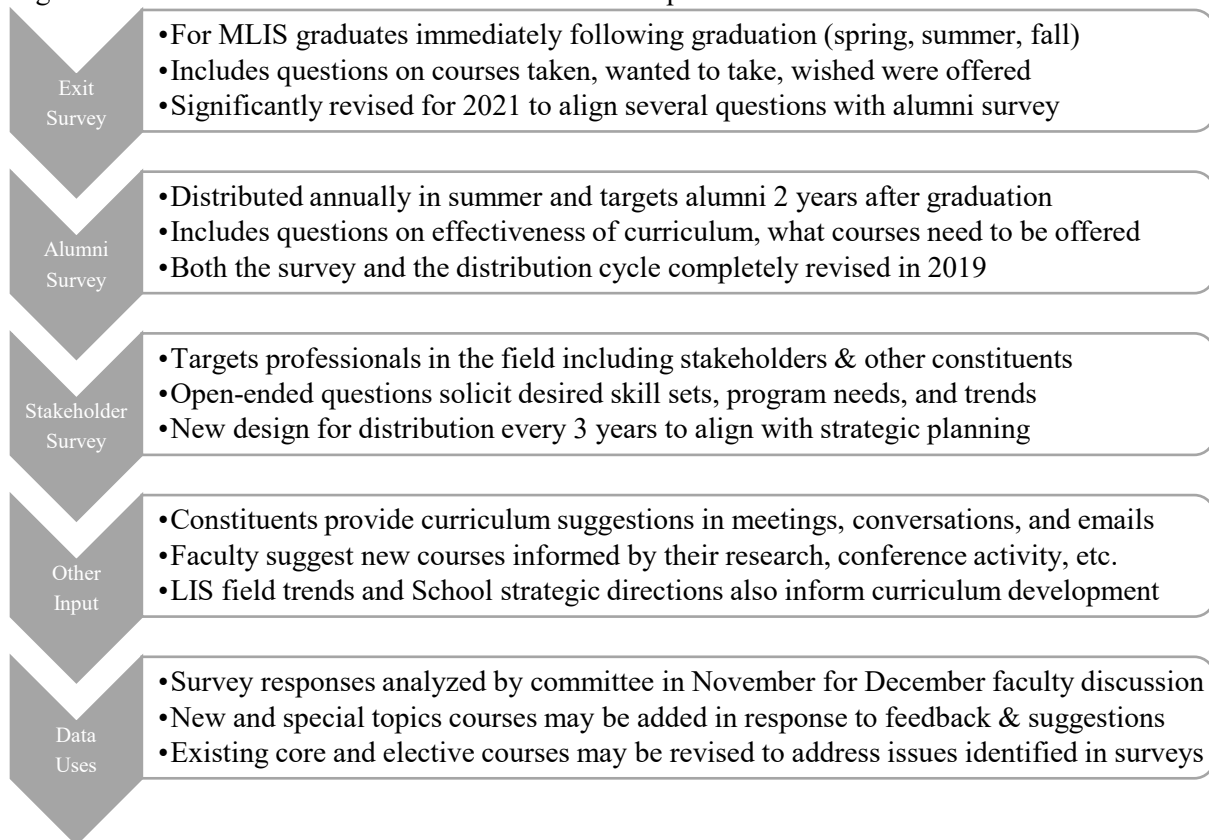 Exit
Survey
•For MLIS graduates immediately following graduation (spring, summer, fall)
•Includes questions on courses taken, wanted to take, wished were offered
•Significantly revised for 2021 to align several questions with alumni survey
Alumni
Survey
•Distributed annually in summer and targets alumni 2 years after graduation
•Includes questions on effectiveness of curriculum, what courses need to be offered
•Both the survey and the distribution cycle completely revised in 2019
Stakeholder
Survey
•Targets professionals in the field including stakeholders & other constituents
•Open-ended questions solicit desired skill sets, program needs, and trends
•New design for distribution every 3 years to align with strategic planning
Other
Input
•Constituents provide curriculum suggestions in meetings, conversations, and emails
•Faculty suggest new courses informed by their research, conference activity, etc.
•LIS field trends and School strategic directions also inform curriculum development
Data
Uses
•Survey responses analyzed by committee in November for December faculty discussion
•New and special topics courses may be added in response to feedback & suggestions
•Existing core and elective courses may be revised to address issues identified in surveys